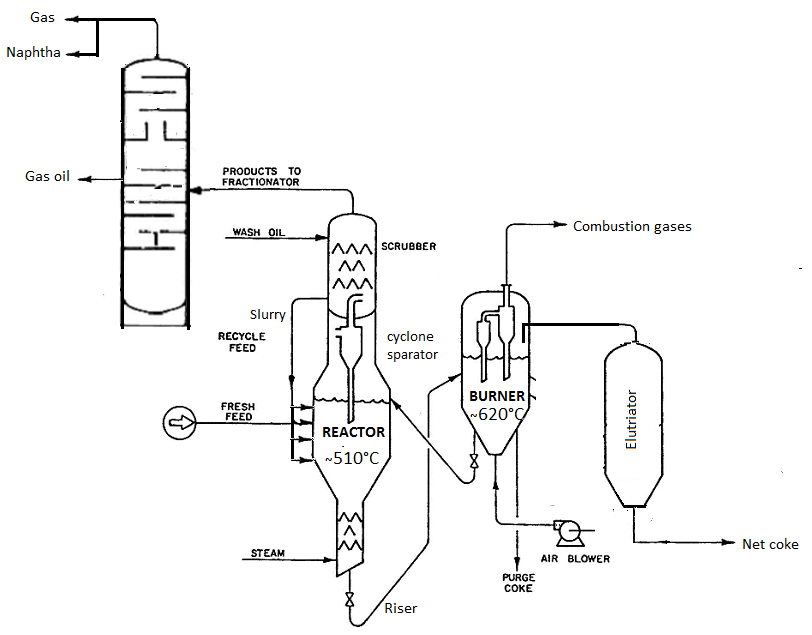 Gas
Naphtha
Gas oil
PRODUCTS TO
FRACTIONATOR
WASH OIL
SCRUBBER
Combustion gases
Slurry
RECYCLE
FEED
cyclone
sparator
FRESH
FEED
REACTOR
~510°C
BURNER
~620°C
Elutriator
STEAM
AIR BLOWER
Net coke
PURGE
COKE
Riser